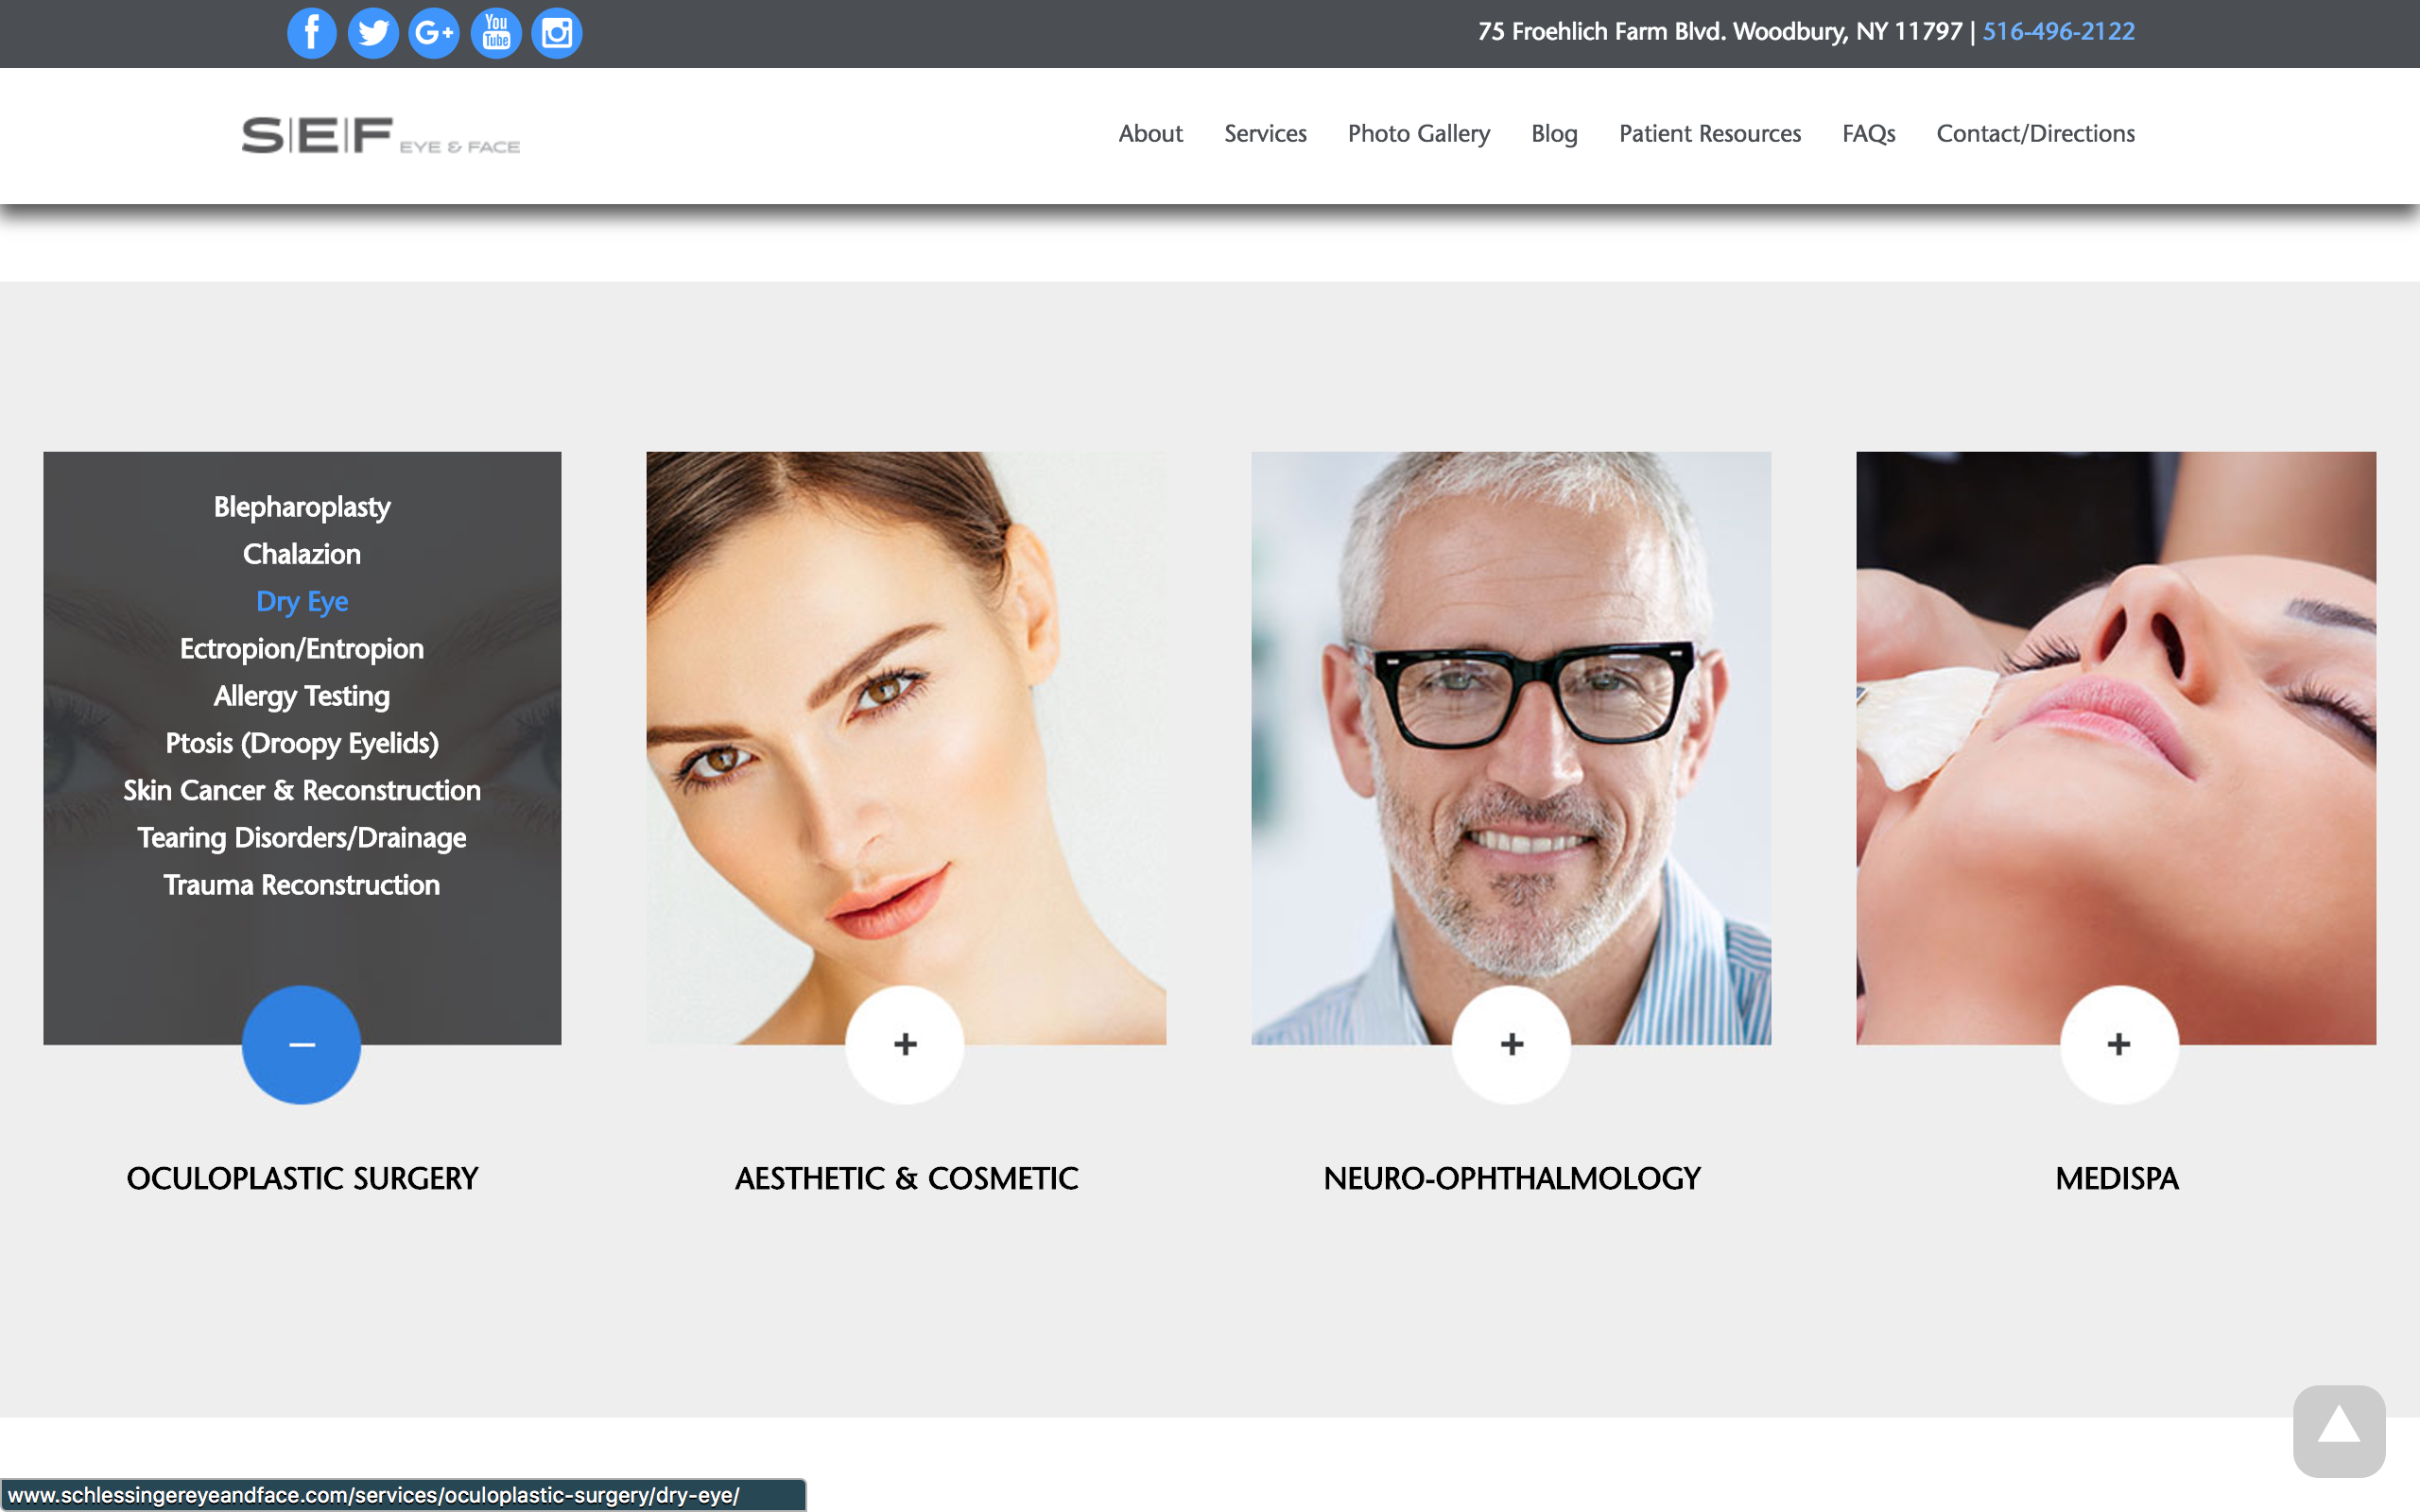 You
Tube
75 Froehlich Farm Blvd. Woodbury, NY 11797 | 516-496-2122
S|E|F EYE & FACE
About Services Photo Gallery Blog Patient Resources FAQs Contact/Directions
Blepharoplasty
Chalazion
Dry Eye
Ectropion/Entropion
Allergy Testing
Ptosis (Droopy Eyelids)
Skin Cancer & Reconstruction
Tearing Disorders/Drainage
Trauma Reconstruction
OCULOPLASTIC SURGERY
AESTHETIC & COSMETIC
NEURO-OPHTHALMOLOGY
MEDISPA
www.schlessingereyeandface.com/services/oculoplastic-surgery/dry-eye/